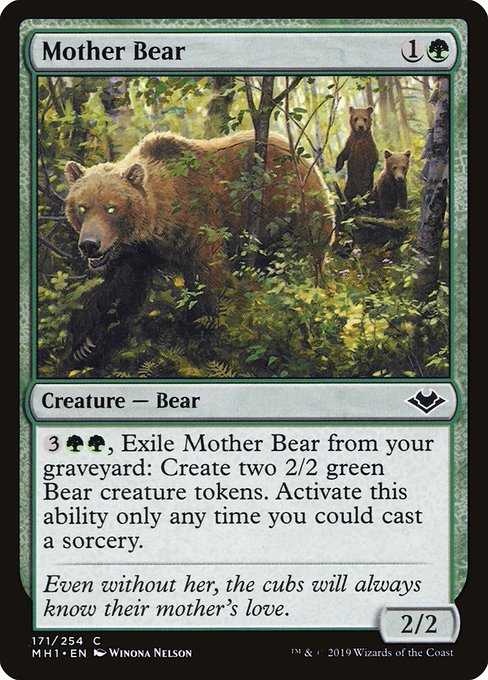 Mother Bear 1
Creature — Bear
3, Exile Mother Bear from your
graveyard: Create two 2/2 green
Bear creature tokens. Activate this
ability only any time you could cast
a sorcery.
Even without her, the cubs will always
know their mother's love.
2/2
171/254 C
MH1 • EN Winona Nelson
™ & © 2019 Wizards of the Coast